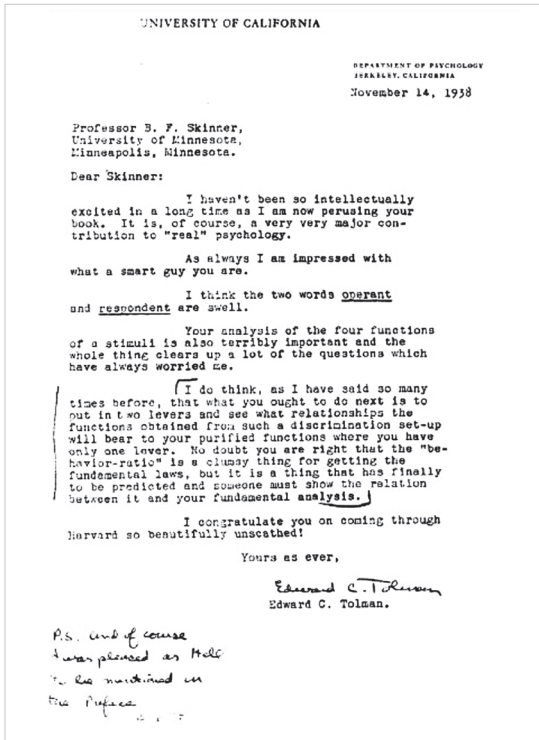 UNIVERSITY OF CALIFORNIA
DEPARTMENT OF PSYCHOLOGY
BERKELEY, CALIFORNIA
November 14, 1938
Professor B. F. Skinner,
University of Minnesota,
Minneapolis, Minnesota.
Dear Skinner:
I haven't been so intellectually
excited in a long time as I am now perusing your
book. It is, of course, a very very major con-
tribution to "real" psychology.
As always I am impressed with
what a smart guy you are.
I think the two words operant
and respondent are swell.
Your analysis of the four functions
of a stimuli is also terribly important and the
whole thing clears up a lot of the questions which
have always worried me.
I do think, as I have said so many
times before, that what you ought to do next is to
put in two levers and see what relationships the
functions obtained from such a discrimination set-up
will bear to your purified functions where you have
only one lever. No doubt you are right that the "be-
havior-ratio" is a clumsy thing for getting the
fundamental laws, but it is a thing that has finally
to be predicted and someone must show the relation
between it and your fundamental analysis.
I congratulate you on coming through
Harvard so beautifully unscathed!
Yours as ever,
Edward C. Tolman
Edward C. Tolman.
P.S. And of course
I was pleased as Hell
to be mentioned in
the Preface